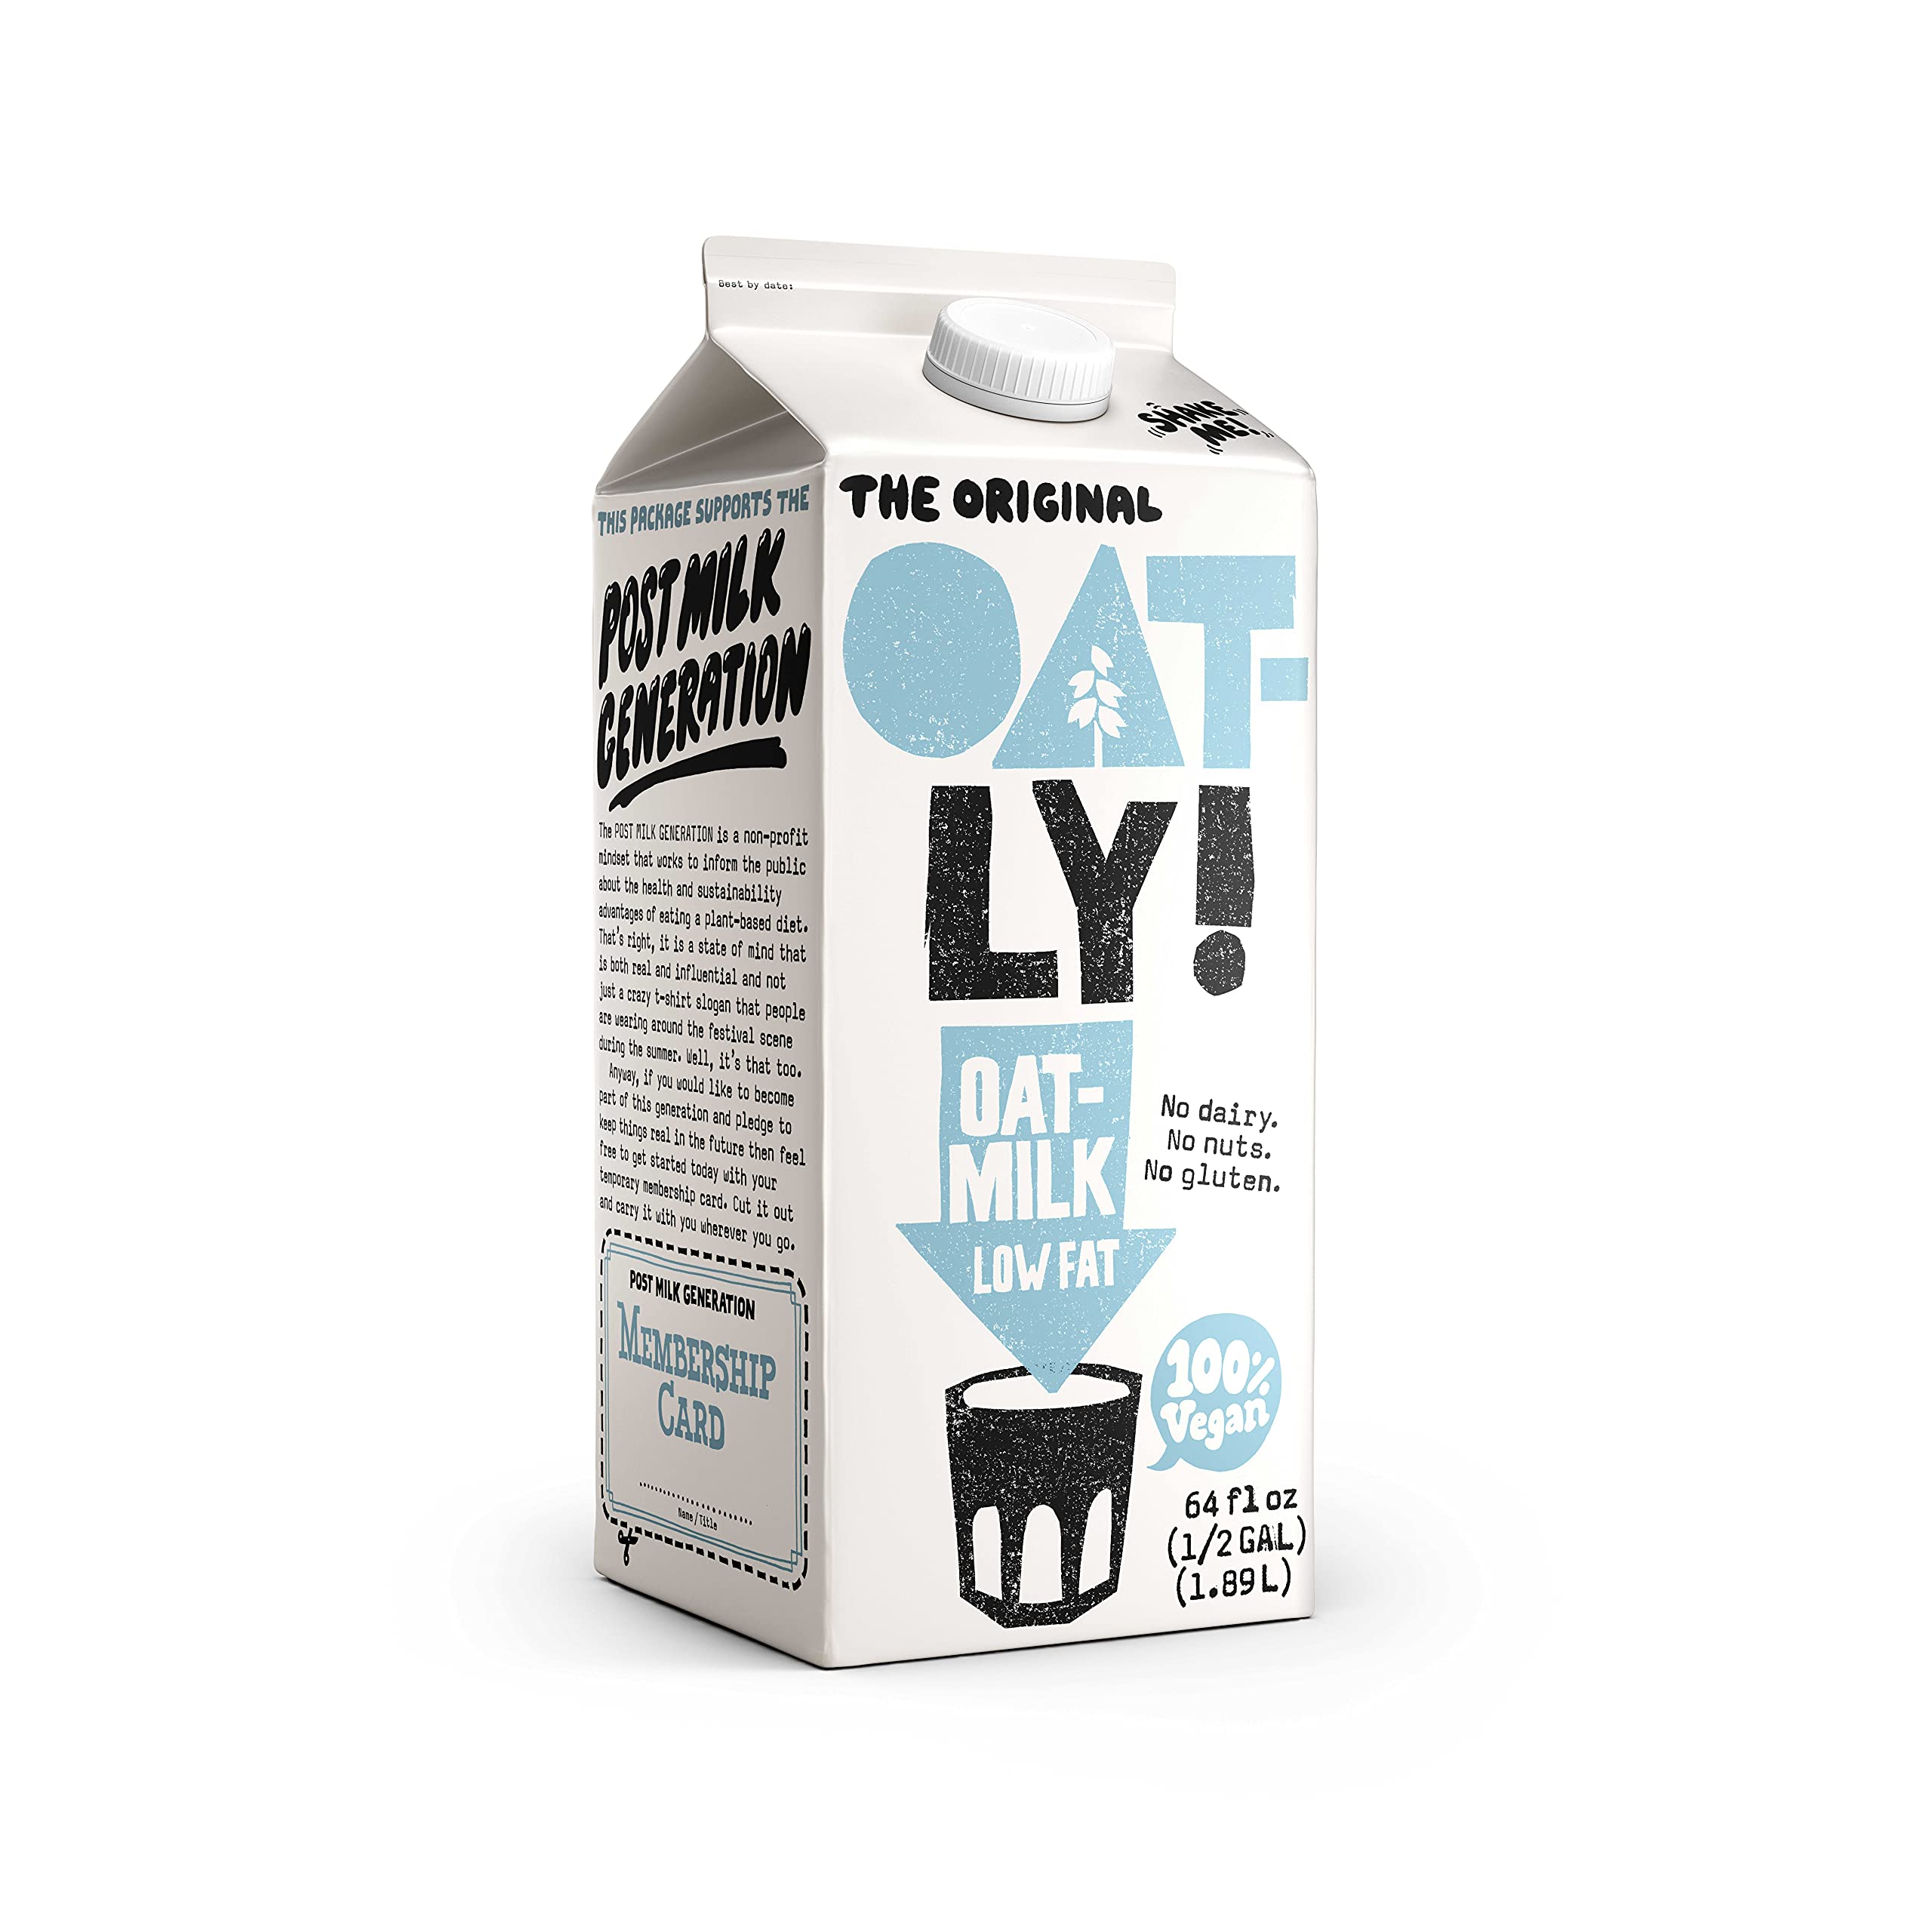 Best by date:
SHAKE
ME!
THIS PACKAGE SUPPORTS THE
POST MILK
GENERATION
The POST MILK GENERATION is a non-profit
mindset that works to inform the public
about the health and sustainability
advantages of eating a plant-based diet.
That's right, it is a state of mind that
is both real and influential and not
just a crazy t-shirt slogan that people
are wearing around the festival scene
during the summer. Well, it's that too.
Anyway, if you would like to become
part of this generation and pledge to
keep things real in the future then feel
free to get started today with your
temporary membership card. Cut it out
and carry it with you wherever you go.
POST MILK GENERATION
MEMBERSHIP
CARD
Name/Title
THE ORIGINAL
OAT-
LY!
OAT-
MILK
LOW FAT
No dairy.
No nuts.
No gluten.
100%
Vegan
64 fl oz
(1/2 GAL)
(1.89 L)